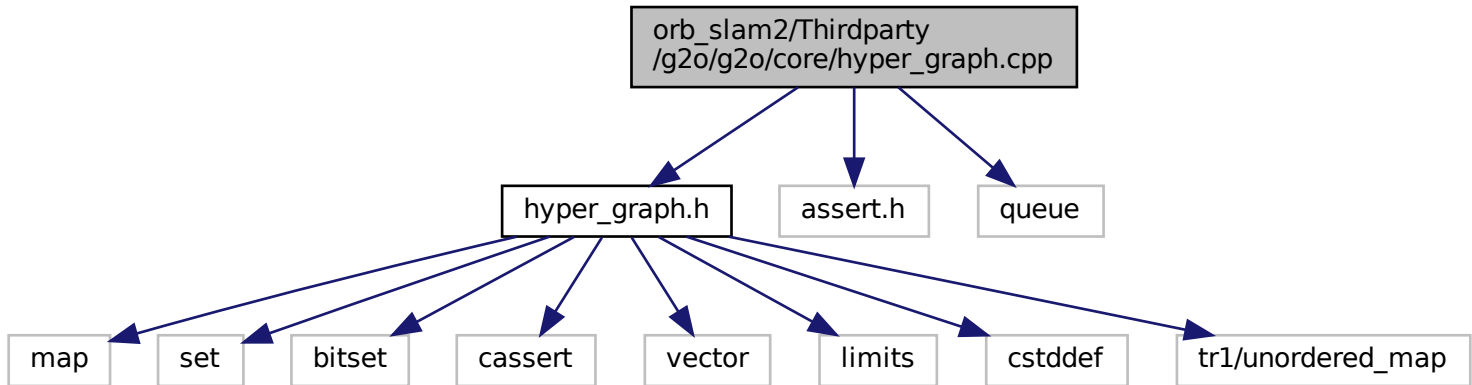 orb_slam2/Thirdparty
/g2o/g2o/core/hyper_graph.cpp
hyper_graph.h
assert.h
queue
map
set
bitset
cassert
vector
limits
cstddef
tr1/unordered_map